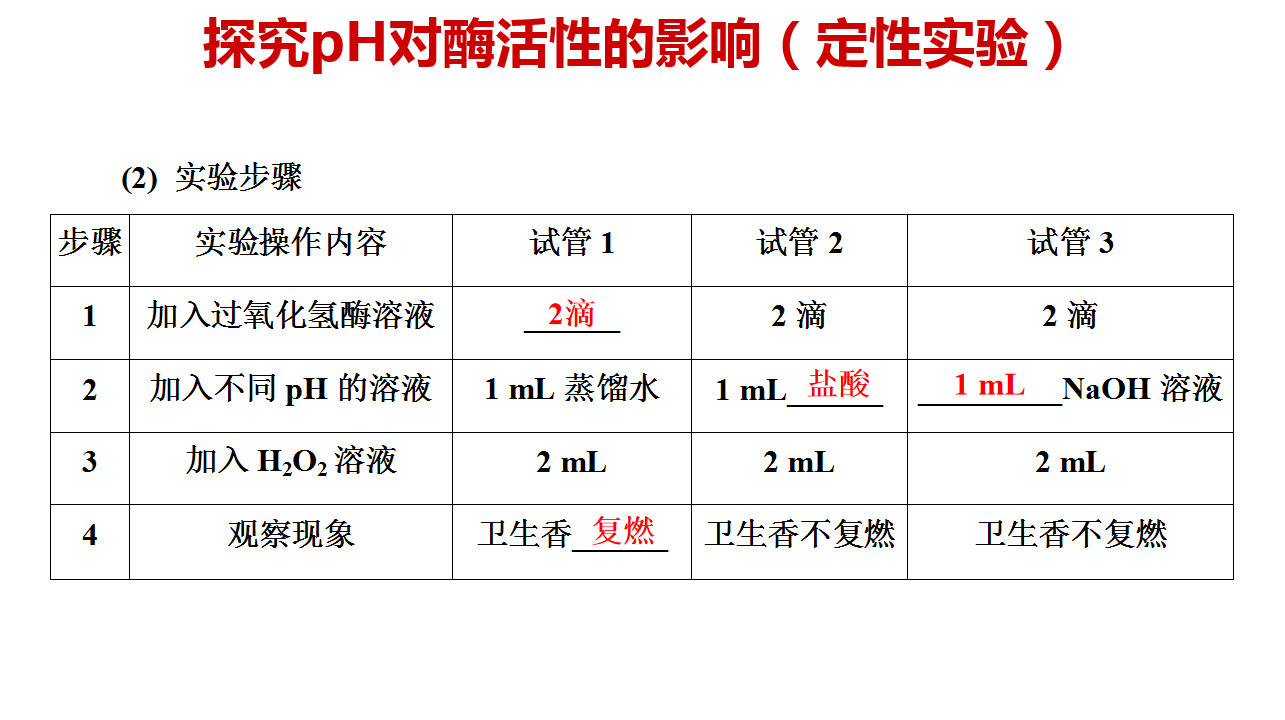 探究pH对酶活性的影响（定性实验）
(2) 实验步骤
步骤 实验操作内容 试管 1 试管 2 试管 3
1 加入过氧化氢酶溶液 2滴 2 滴 2 滴
2 加入不同 pH 的溶液 1 mL 蒸馏水 1 mL盐酸 1 mL NaOH 溶液
3 加入 H₂O₂ 溶液 2 mL 2 mL 2 mL
4 观察现象 卫生香复燃 卫生香不复燃 卫生香不复燃